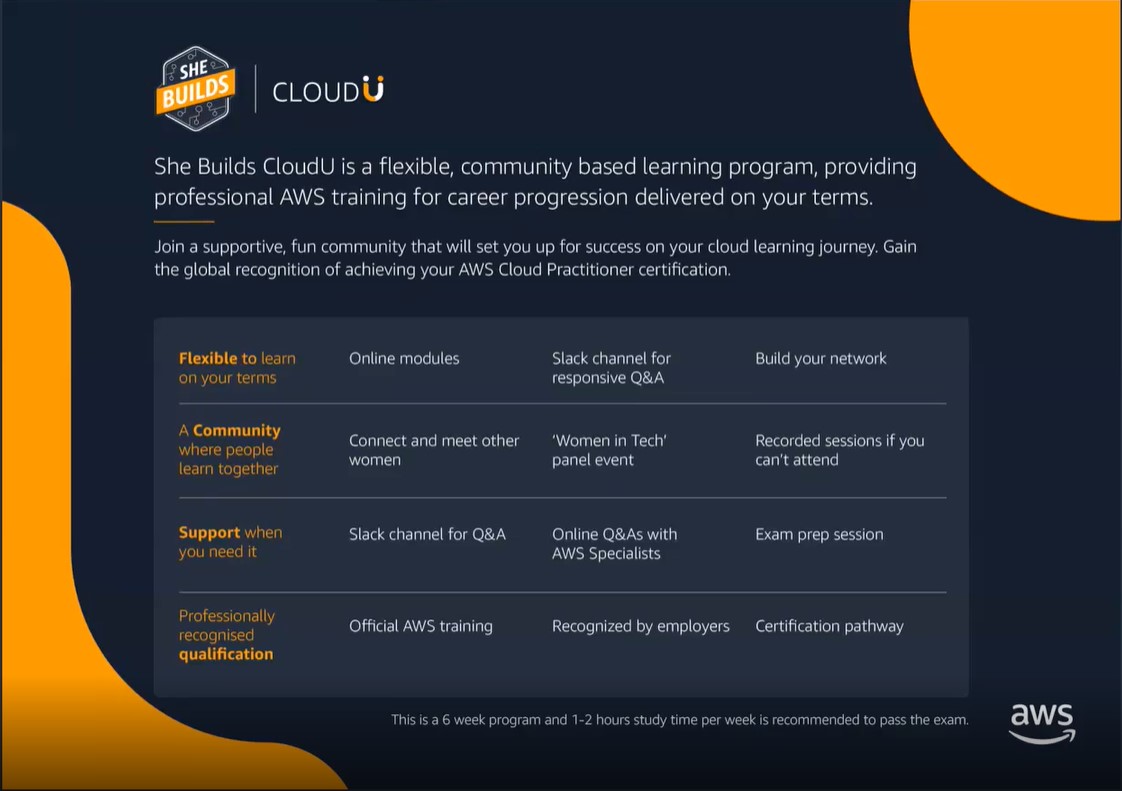 SHE
BUILDS
CLOUDU
She Builds CloudU is a flexible, community based learning program, providing
professional AWS training for career progression delivered on your terms.
Join a supportive, fun community that will set you up for success on your cloud learning journey. Gain
the global recognition of achieving your AWS Cloud Practitioner certification.
Flexible to learn
on your terms
Online modules
Slack channel for
responsive Q&A
Build your network
A Community
where people
learn together
Connect and meet other
women
‘Women in Tech’
panel event
Recorded sessions if you
can’t attend
Support when
you need it
Slack channel for Q&A
Online Q&As with
AWS Specialists
Exam prep session
Professionally
recognised
qualification
Official AWS training
Recognized by employers
Certification pathway
This is a 6 week program and 1-2 hours study time per week is recommended to pass the exam.
aws